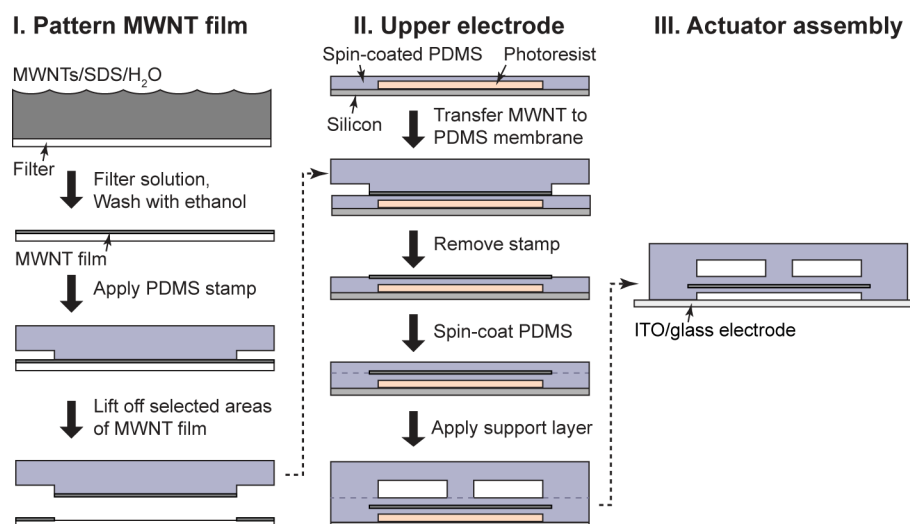 I. Pattern MWNT film
MWNTs/SDS/H₂O
Filter
Filter solution,
Wash with ethanol
MWNT film
Apply PDMS stamp
Lift off selected areas
of MWNT film
II. Upper electrode
Spin-coated PDMS
Photoresist
Silicon
Transfer MWNT to
PDMS membrane
Remove stamp
Spin-coat PDMS
Apply support layer
III. Actuator assembly
ITO/glass electrode